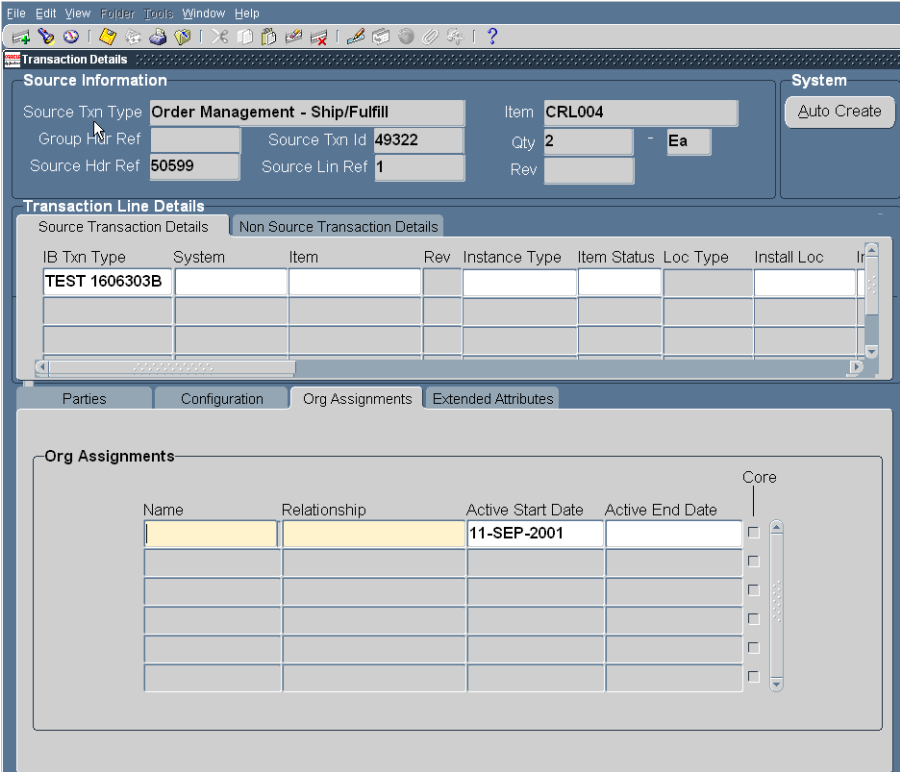 File Edit View Folder Tools Window Help
Transaction Details
Source Information
System
Source Txn Type Order Management - Ship/Fulfill Item CRL004
Auto Create
Group Hdr Ref Source Txn Id 49322 Qty 2 - Ea
Source Hdr Ref 50599 Source Lin Ref 1 Rev
Transaction Line Details
Source Transaction Details Non Source Transaction Details
IB Txn Type System Item Rev Instance Type Item Status Loc Type Install Loc
TEST 1606303B
Parties Configuration Org Assignments Extended Attributes
Org Assignments
Core
Name Relationship Active Start Date Active End Date
11-SEP-2001